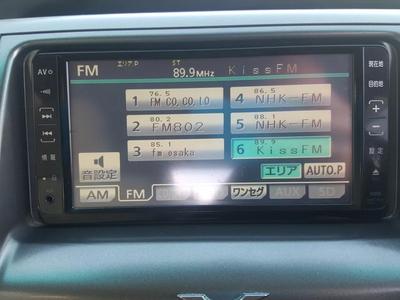 FM エリア.P ST 89.9MHz KissFM
AV
現在地
目的地
1 76.5 FM CO,CO,LO
4 86.5 NHK-FM
2 80.2 FM802
5 88.1 NHK-FM
3 85.1 fm osaka
6 89.9 KissFM
情報
設定
音設定
エリア AUTO.P
AM FM ワンセグ AUX SD